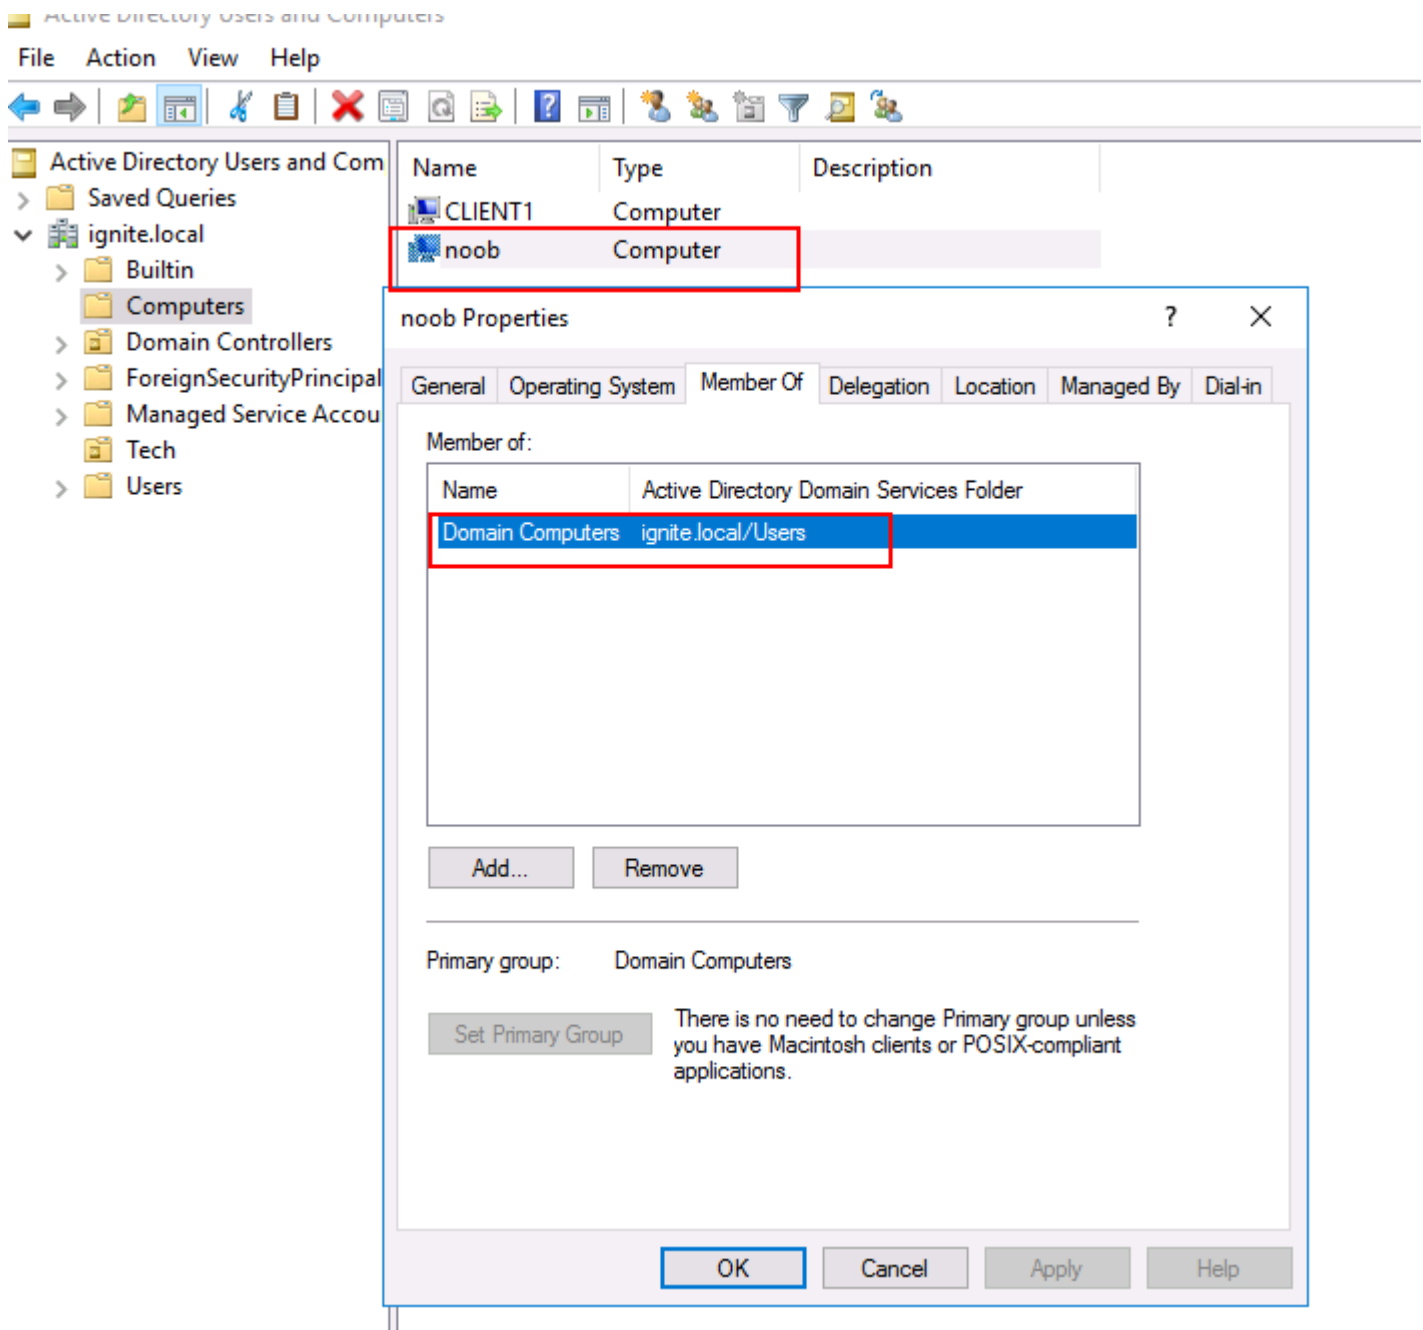 Active Directory Users and Computers
File Action View Help
Active Directory Users and Com
Saved Queries
ignite.local
Builtin
Computers
Domain Controllers
ForeignSecurityPrincipal
Managed Service Accou
Tech
Users
Name Type Description
CLIENT1 Computer
noob Computer
noob Properties ? X
General Operating System Member Of Delegation Location Managed By Dial-in
Member of:
Name Active Directory Domain Services Folder
Domain Computers ignite.local/Users
Add... Remove
Primary group: Domain Computers
Set Primary Group
There is no need to change Primary group unless
you have Macintosh clients or POSIX-compliant
applications.
OK Cancel Apply Help